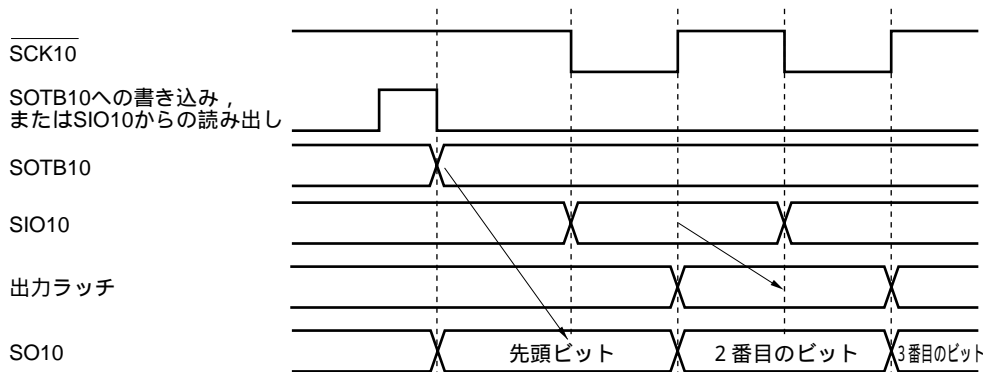 SCK10
SOTB10への書き込み，
またはSIO10からの読み出し
SOTB10
SIO10
出力ラッチ
SO10
先頭ビット
2番目のビット
3番目のビット